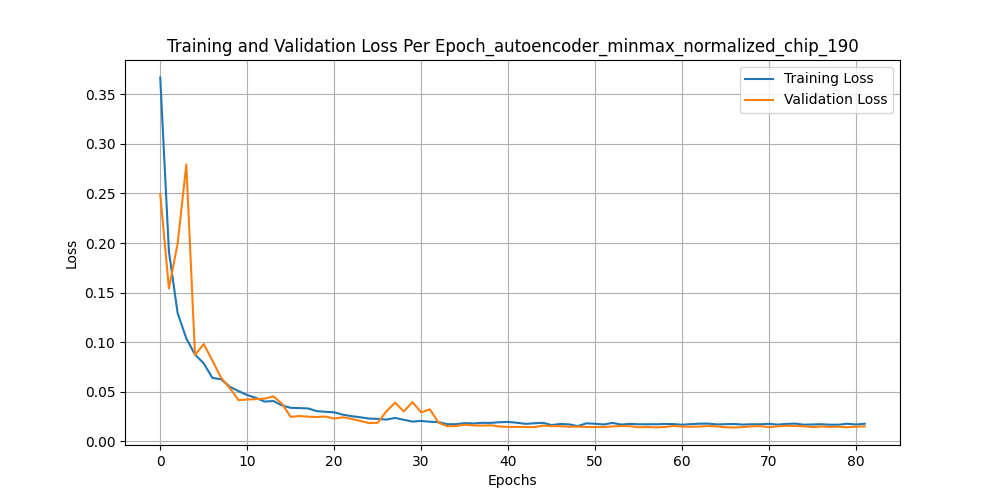 Training and Validation Loss Per Epoch_autoencoder_minmax_normalized_chip_190
Training Loss
Validation Loss
Loss
0.35
0.30
0.25
0.20
0.15
0.10
0.05
0.00
0 10 20 30 40 50 60 70 80
Epochs